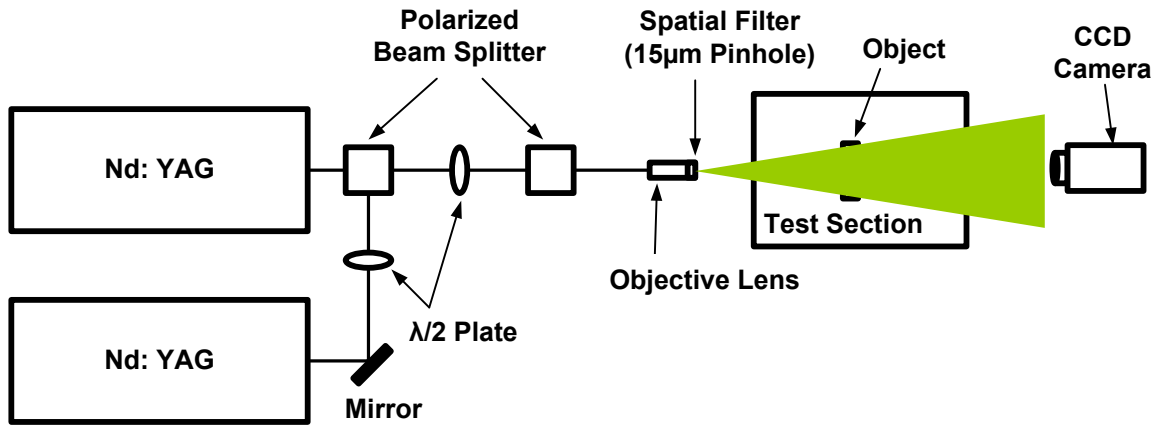 Polarized
Beam Splitter
Spatial Filter
(15µm Pinhole)
Object
CCD
Camera
Nd: YAG
Test Section
Objective Lens
λ/2 Plate
Nd: YAG
Mirror